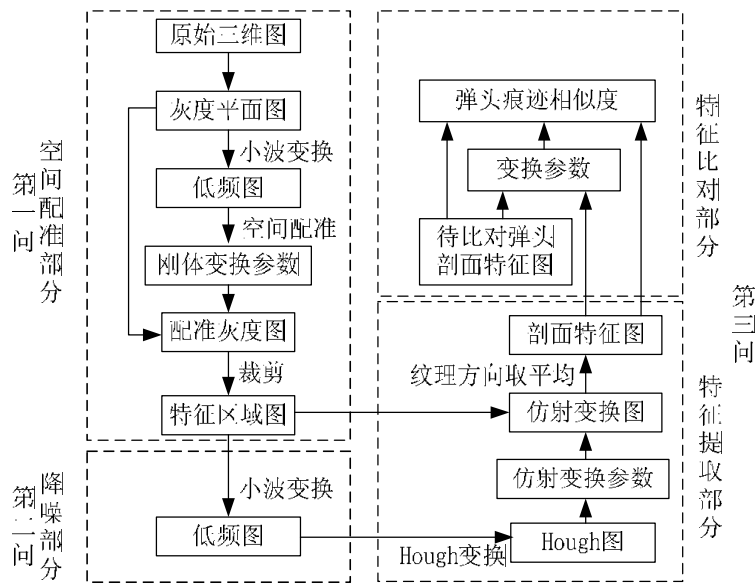 原始三维图
灰度平面图
小波变换
低频图
空间配准
刚体变换参数
配准灰度图
裁剪
特征区域图
空间配准部分
第一问
小波变换
低频图
降噪部分
第二问
Hough变换
Hough图
仿射变换参数
仿射变换图
纹理方向取平均
剖面特征图
特征提取部分
第三问
弹头痕迹相似度
变换参数
待比对弹头
剖面特征图
特征比对部分